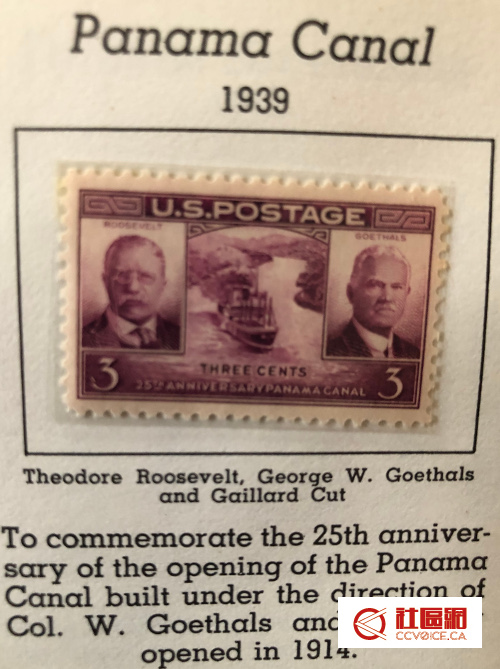 Panama Canal
1939
U.S.POSTAGE
ROOSEVELT
GOETHALS
THREE CENTS
3
25TH ANNIVERSARY PANAMA CANAL
3
Theodore Roosevelt, George W. Goethals
and Gaillard Cut
To commemorate the 25th anniver-
sary of the opening of the Panama
Canal built under the direction of
Col. W. Goethals and
opened in 1914.
社區網
CCVOICE.CA